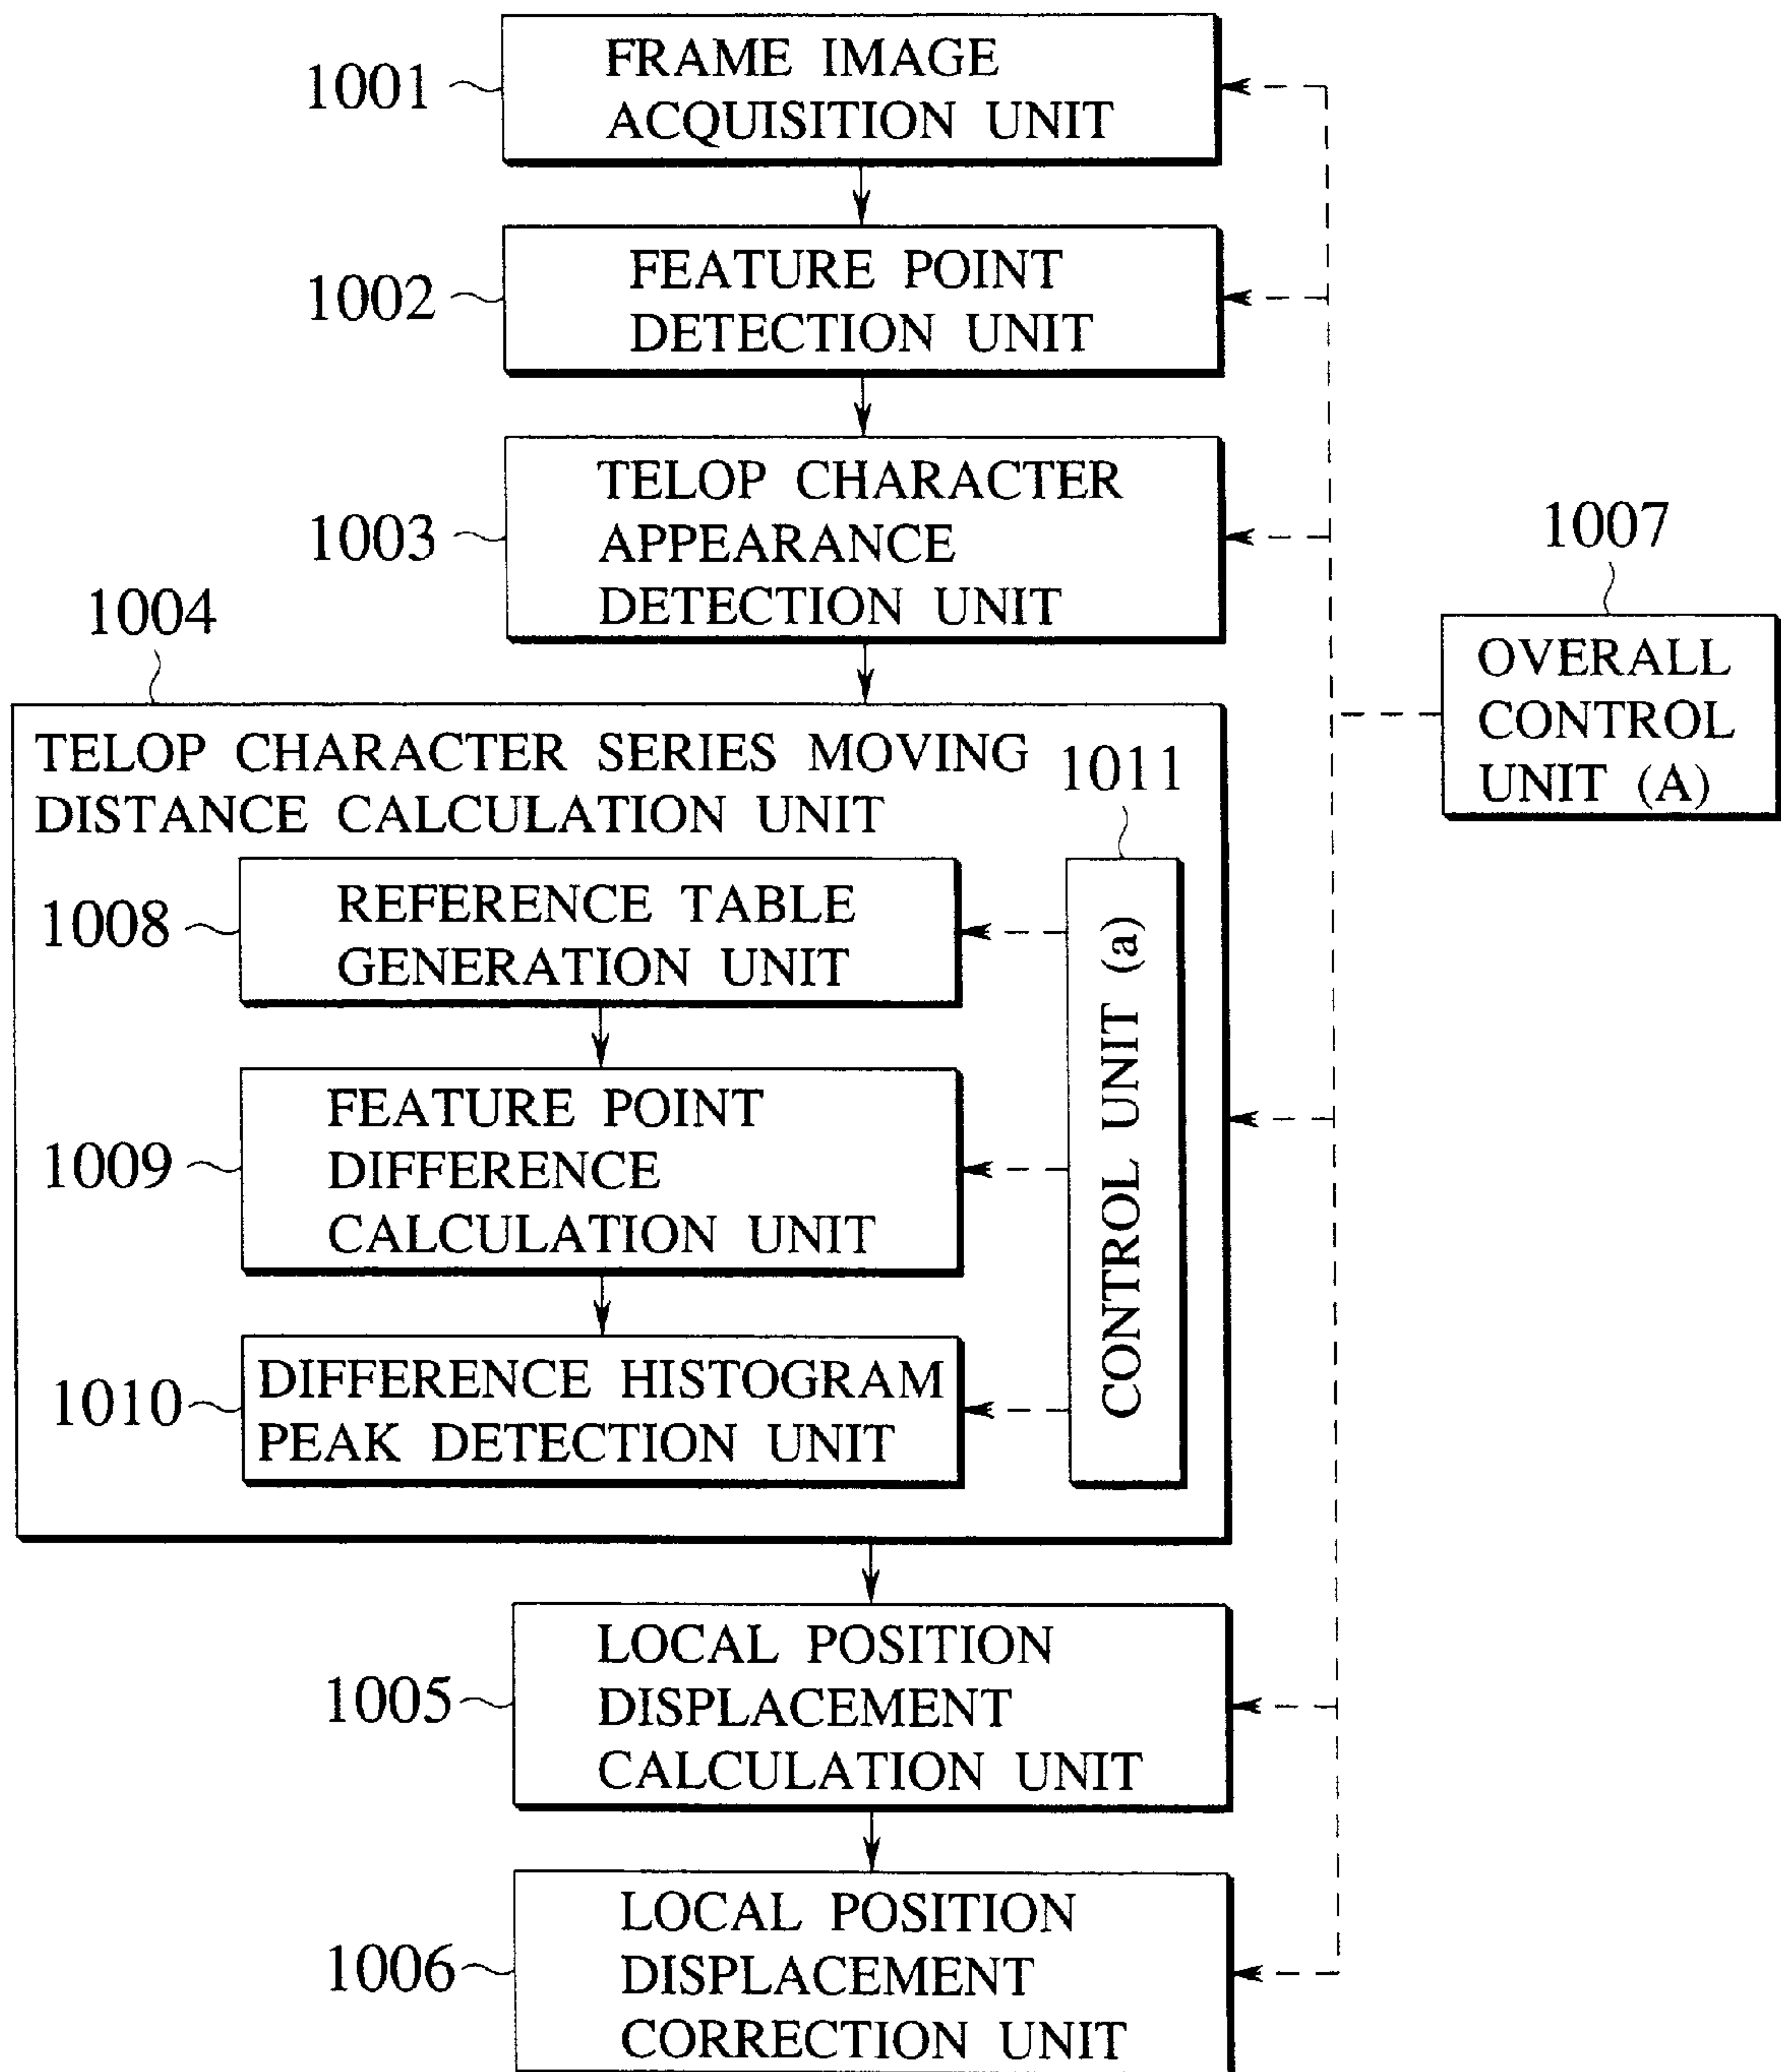 FRAME IMAGE
ACQUISITION UNIT
1001
FEATURE POINT
DETECTION UNIT
1002
TELOP CHARACTER
APPEARANCE
DETECTION UNIT
1003
1007
OVERALL
CONTROL
UNIT (A)
1004
TELOP CHARACTER SERIES MOVING
DISTANCE CALCULATION UNIT
1011
CONTROL UNIT (a)
1008
REFERENCE TABLE
GENERATION UNIT
1009
FEATURE POINT
DIFFERENCE
CALCULATION UNIT
1010
DIFFERENCE HISTOGRAM
PEAK DETECTION UNIT
1005
LOCAL POSITION
DISPLACEMENT
CALCULATION UNIT
1006
LOCAL POSITION
DISPLACEMENT
CORRECTION UNIT